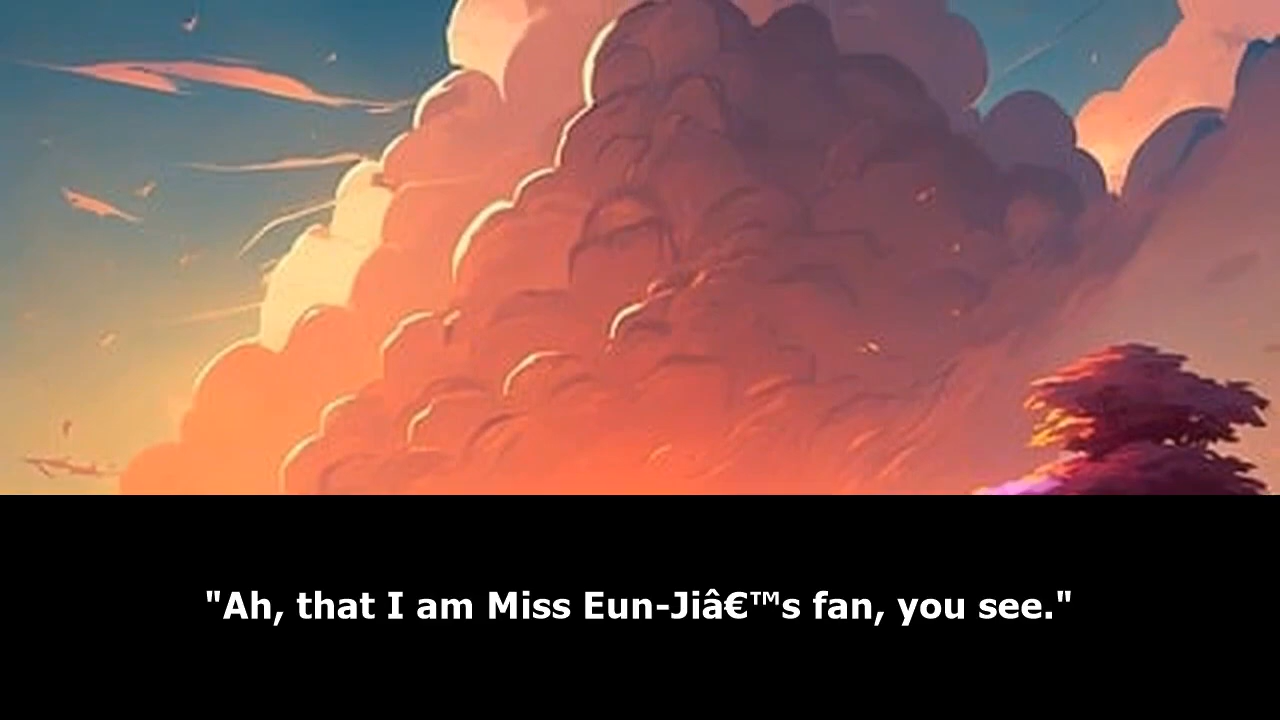 "Ah, that I am Miss Eun-Jiâ€™s fan, you see."